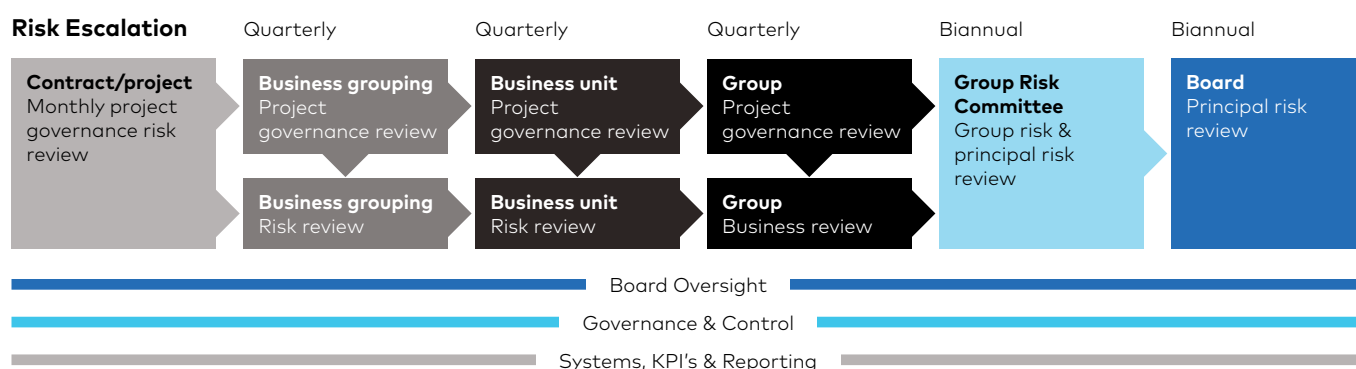 Risk Escalation
Quarterly
Quarterly
Quarterly
Biannual
Biannual
Contract/project
Monthly project
governance risk
review
Business grouping
Project
governance review
Business unit
Project
governance review
Group
Project
governance review
Group Risk
Committee
Group risk &
principal risk
review
Board
Principal risk
review
Business grouping
Risk review
Business unit
Risk review
Group
Business review
Board Oversight
Governance & Control
Systems, KPI's & Reporting